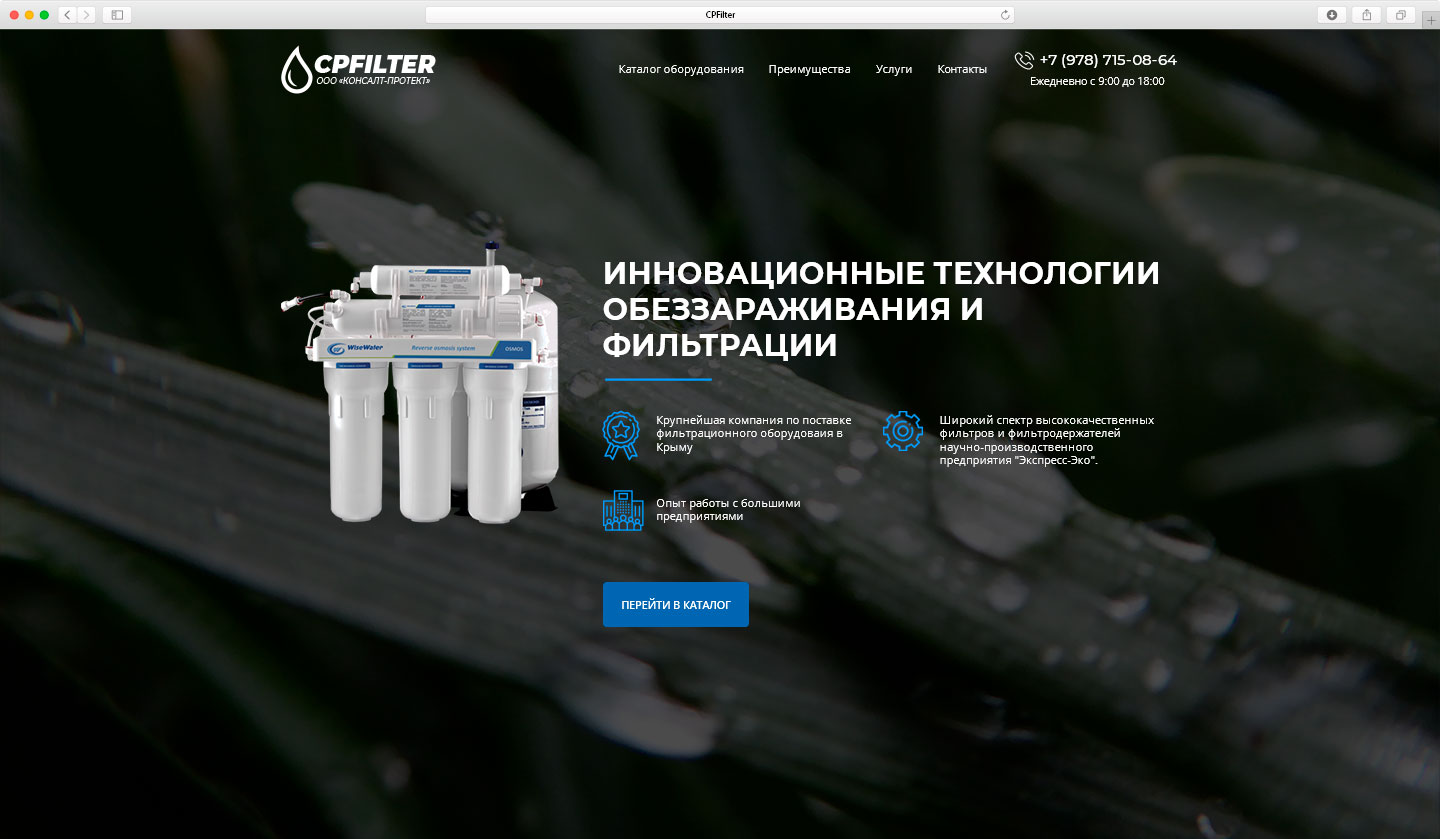 CPFilter
CPFILTER
ООО «КОНСАЛТ-ПРОТЕКТ»
Каталог оборудования
Преимущества
Услуги
Контакты
+7 (978) 715-08-64
Ежедневно с 9:00 до 18:00
WiseWater
Reverse osmosis system
OSMOS
ИННОВАЦИОННЫЕ ТЕХНОЛОГИИ
ОБЕЗЗАРАЖИВАНИЯ И
ФИЛЬТРАЦИИ
Крупнейшая компания по поставке
фильтрационного оборудоваия в
Крыму
Широкий спектр высококачественных
фильтров и фильтродержателей
научно-производственного
предприятия "Экспресс-Эко".
Опыт работы с большими
предприятиями
ПЕРЕЙТИ В КАТАЛОГ